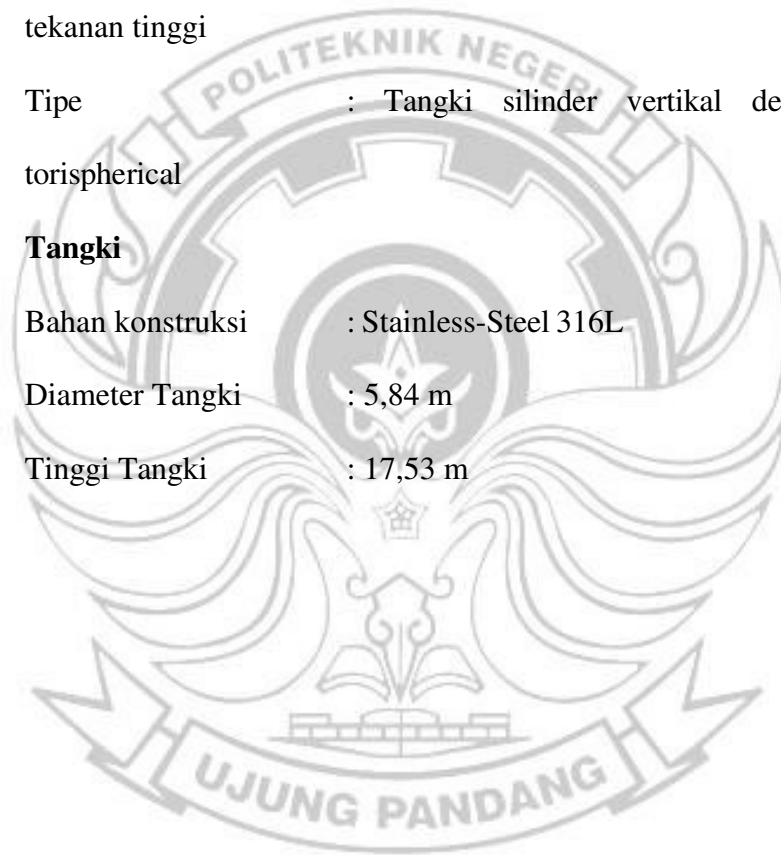 tekanan tinggi
POLITEKNIK NEGERI
Tipe : Tangki silinder vertikal de
torispherical
Tangki
Bahan konstruksi : Stainless-Steel 316L
Diameter Tangki : 5,84 m
Tinggi Tangki : 17,53 m
UJUNG PANDANG